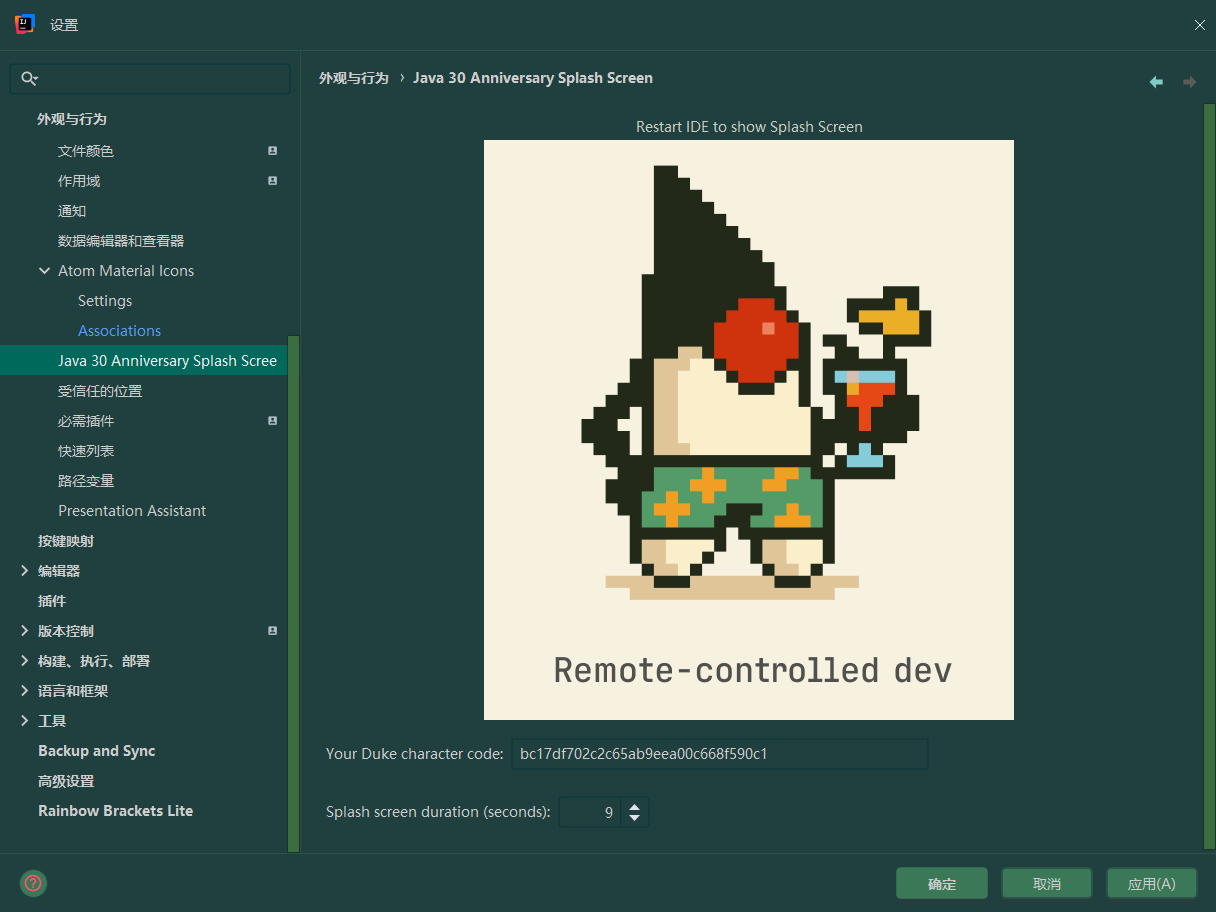 设置
外观与行为
文件颜色
作用域
通知
数据编辑器和查看器
Atom Material Icons
Settings
Associations
Java 30 Anniversary Splash Scree
受信任的位置
必需插件
快速列表
路径变量
Presentation Assistant
按键映射
编辑器
插件
版本控制
构建、执行、部署
语言和框架
工具
Backup and Sync
高级设置
Rainbow Brackets Lite
外观与行为 › Java 30 Anniversary Splash Screen
Restart IDE to show Splash Screen
Remote-controlled dev
Your Duke character code: bc17df702c2c65ab9eea00c668f590c1
Splash screen duration (seconds): 9
确定 取消 应用(A)